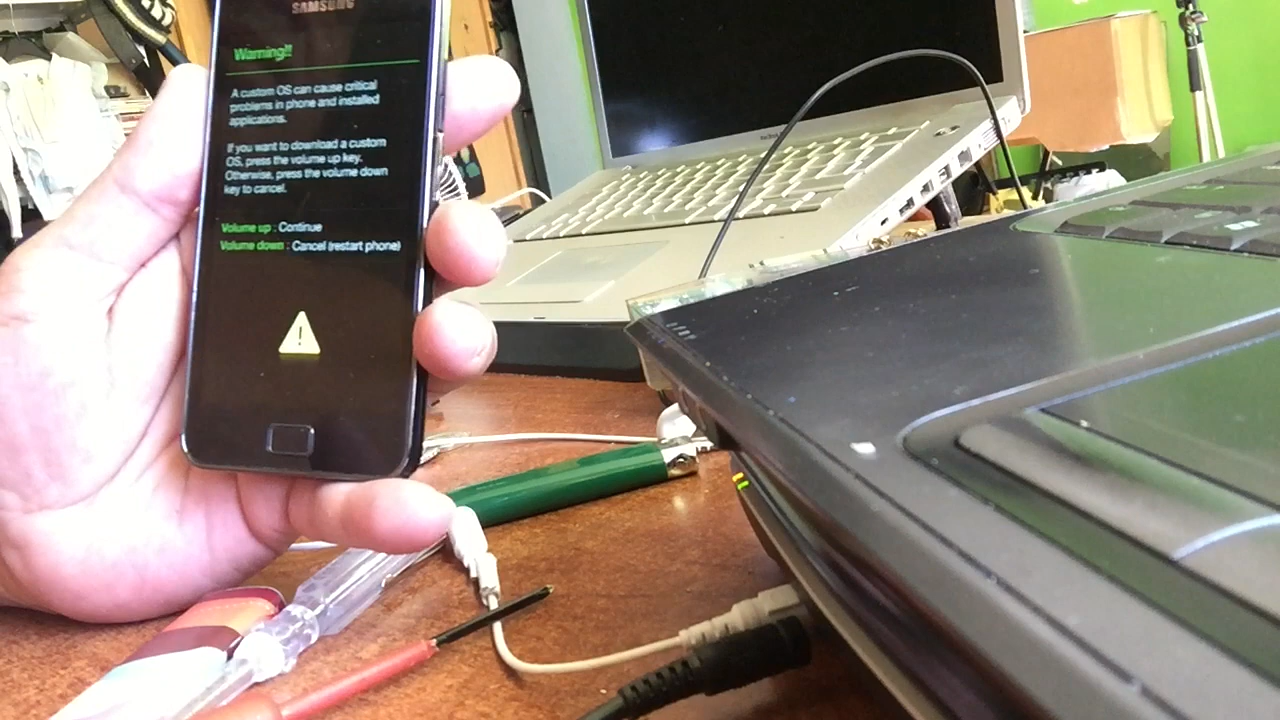 SAMSUNG
Warning!!
A custom OS can cause critical
problems in phone and installed
applications.
If you want to download a custom
OS, press the volume up key.
Otherwise, press the volume down
key to cancel.
Volume up : Continue
Volume down : Cancel (restart phone)